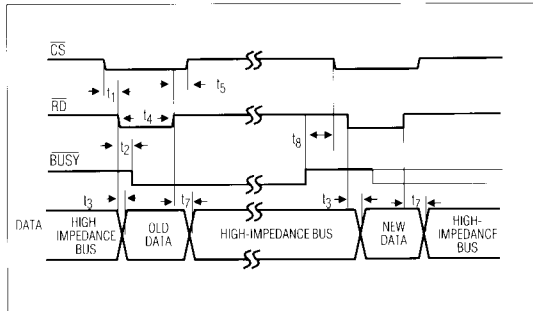 CS
t1
t5
RD
t4
t2
t8
BUSY
t3
t7
t3
t7
DATA
HIGH IMPEDANCE BUS
OLD DATA
HIGH-IMPEDANCE BUS
NEW DATA
HIGH-IMPEDANCE BUS